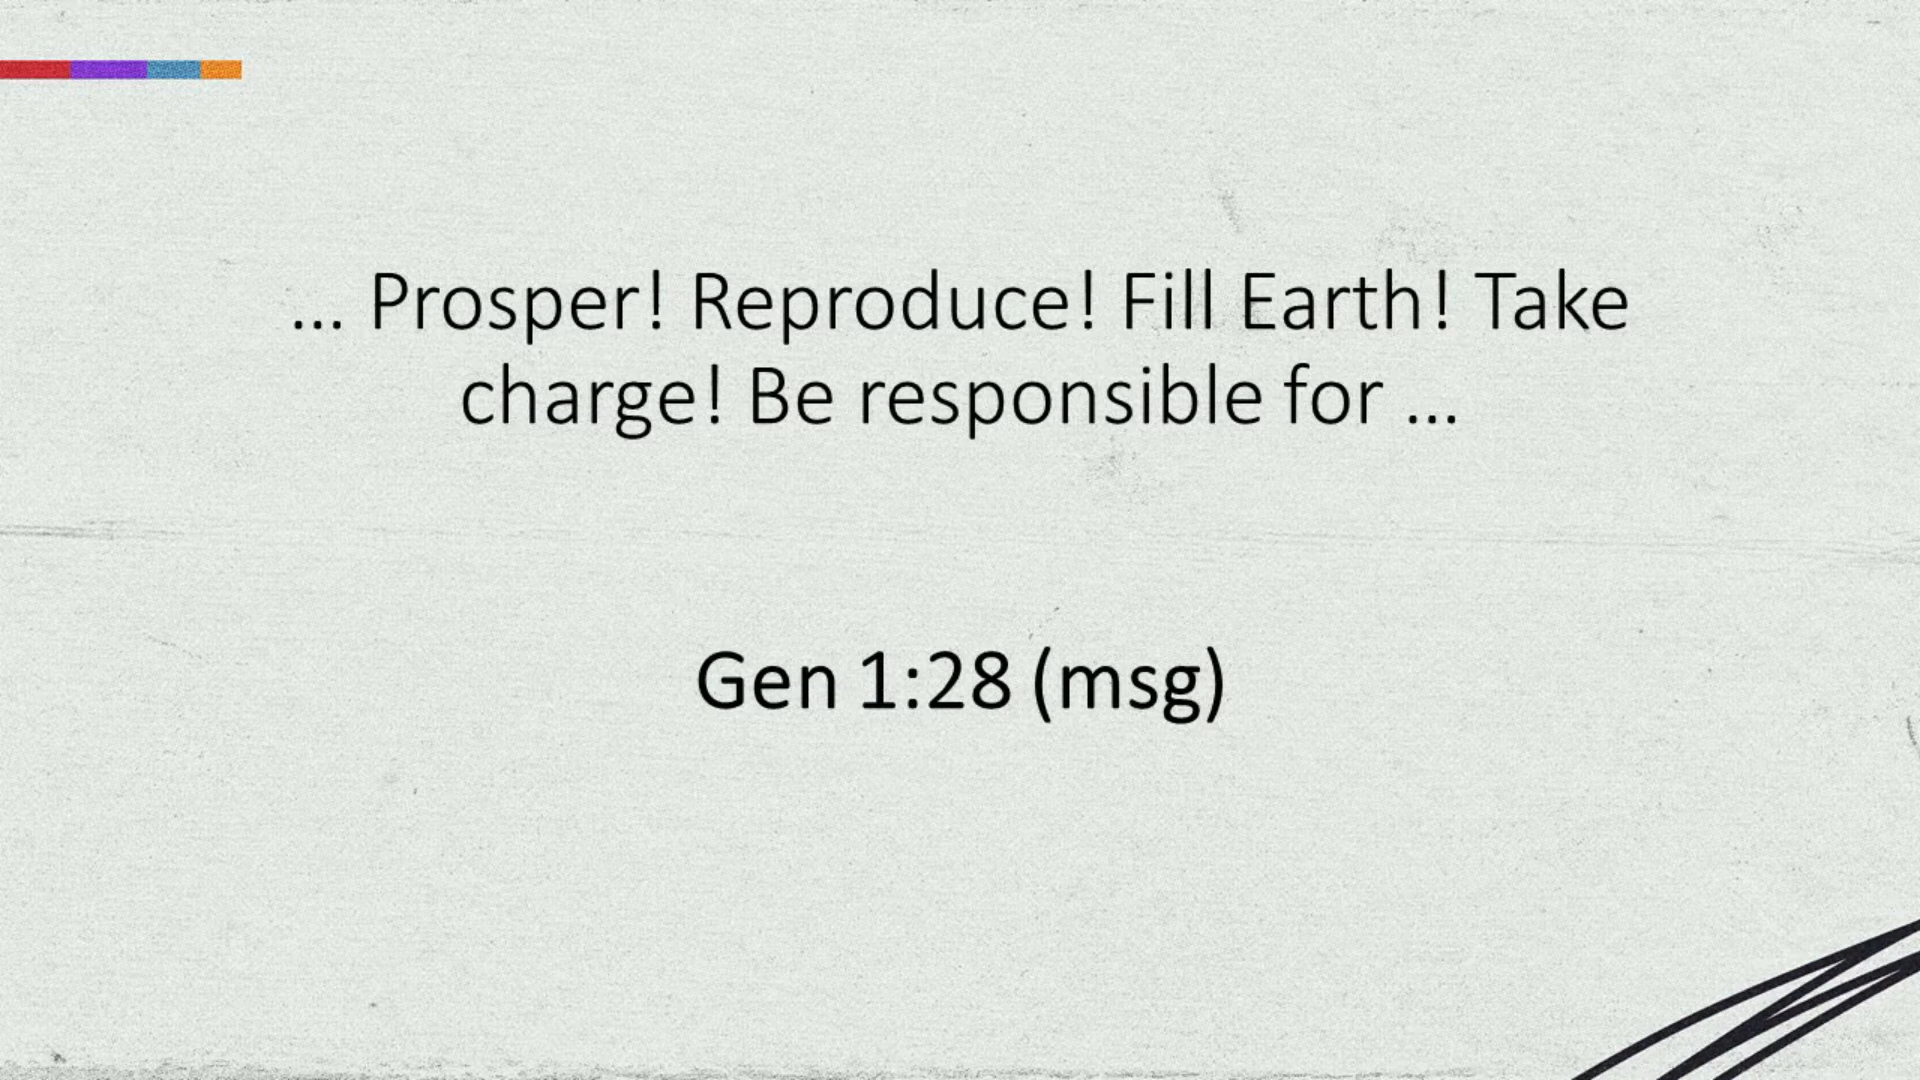 ... Prosper! Reproduce! Fill Earth! Take
charge! Be responsible for ...
Gen 1:28 (msg)